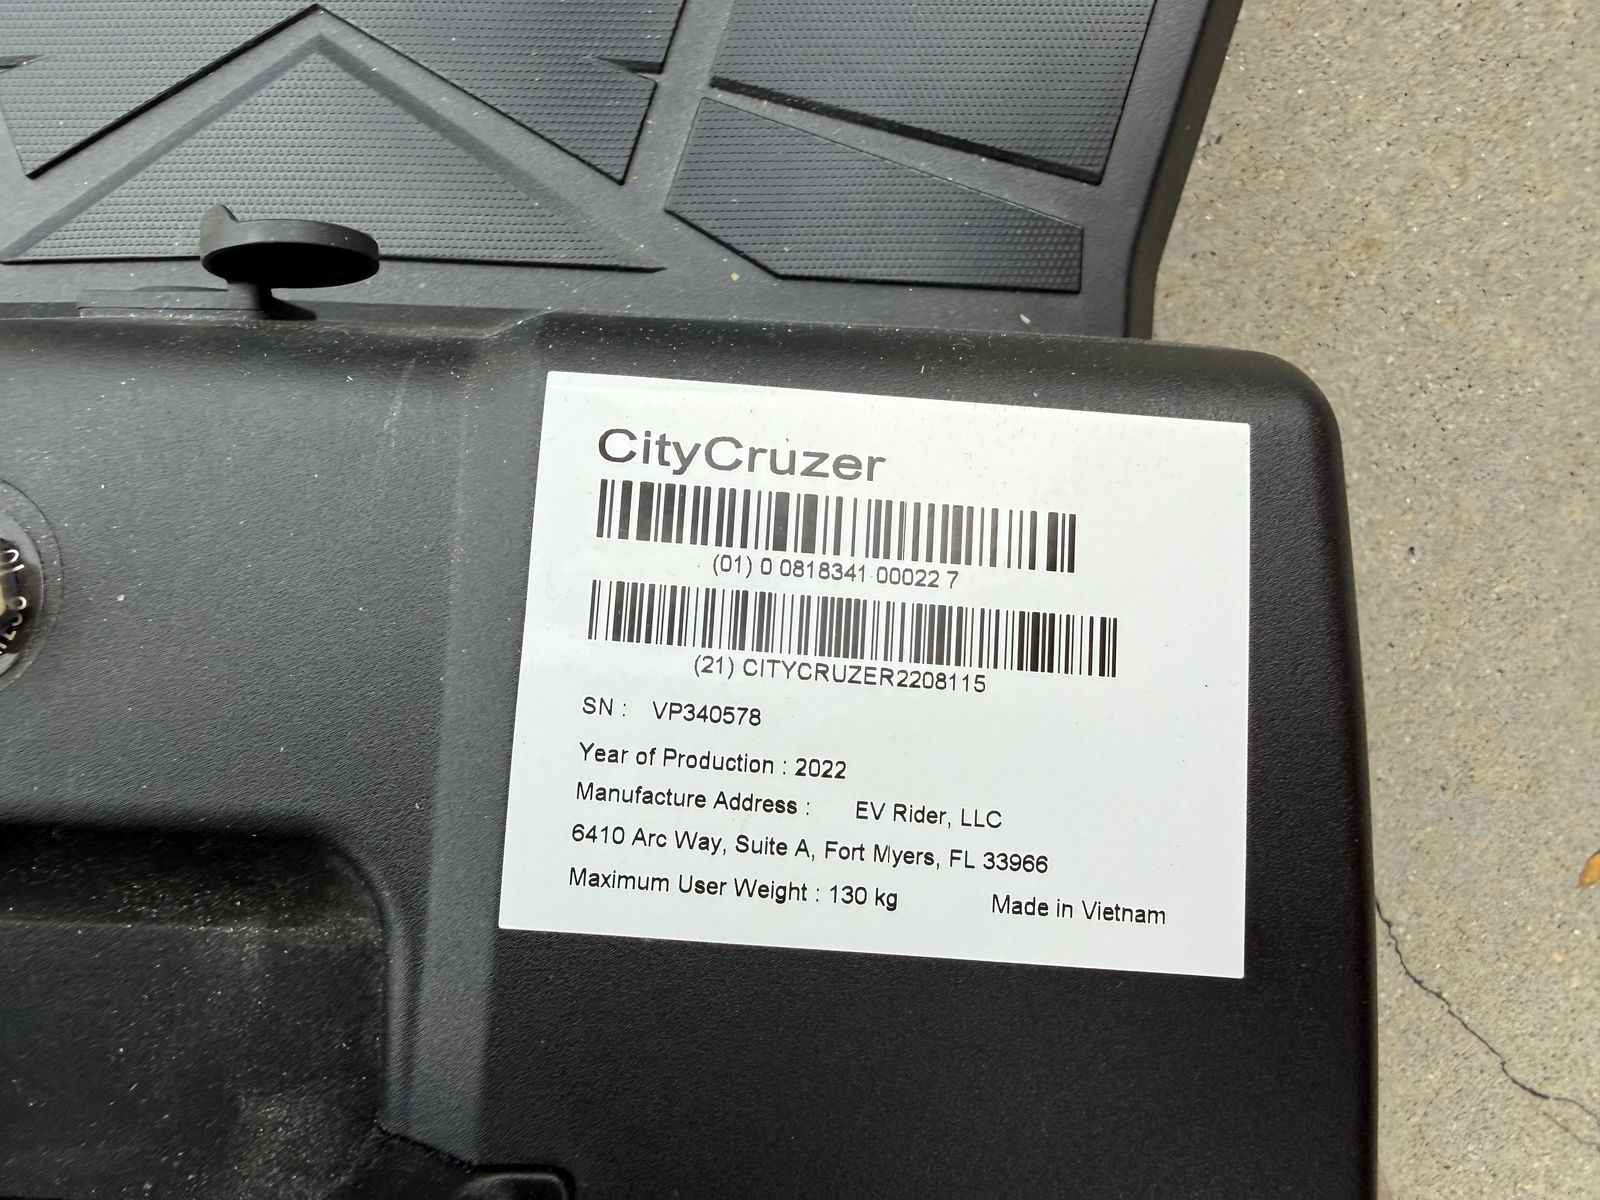 CityCruzer
(01) 0 0818341 00022 7
(21) CITYCRUZER2208115
SN : VP340578
Year of Production : 2022
Manufacture Address : EV Rider, LLC
6410 Arc Way, Suite A, Fort Myers, FL 33966
Maximum User Weight : 130 kg Made in Vietnam